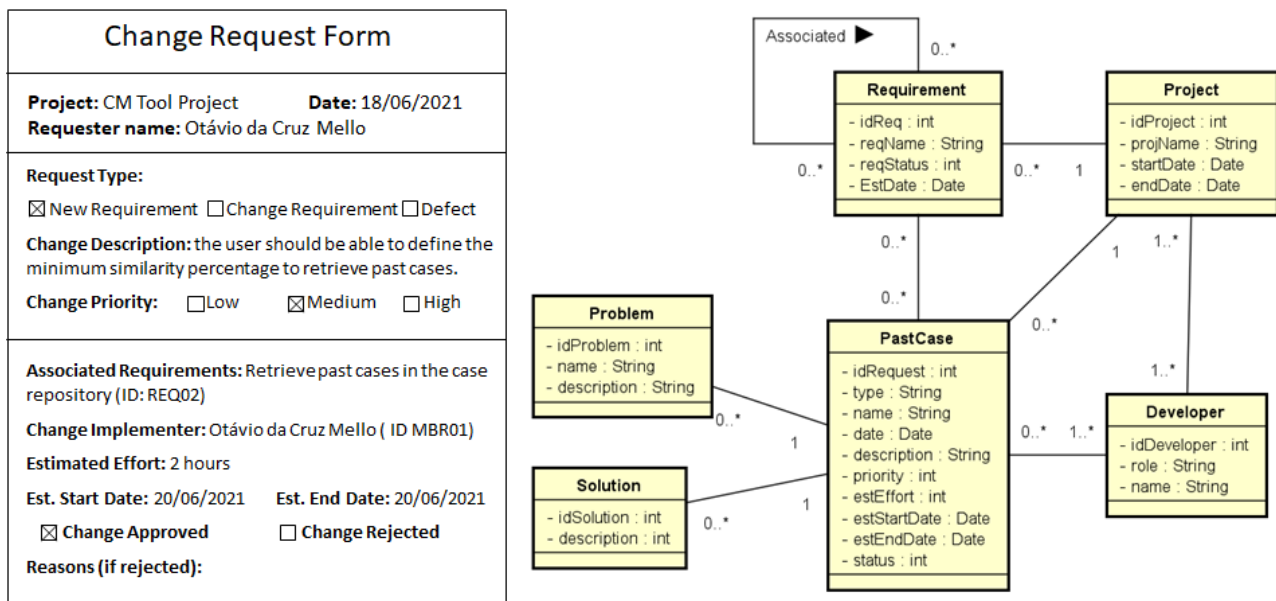 Change Request Form
Project: CM Tool Project Date: 18/06/2021
Requester name: Otávio da Cruz Mello
Request Type:
☒ New Requirement ☐ Change Requirement ☐ Defect
Change Description: the user should be able to define the
minimum similarity percentage to retrieve past cases.
Change Priority: ☐ Low ☒ Medium ☐ High
Associated Requirements: Retrieve past cases in the case
repository (ID: REQ02)
Change Implementer: Otávio da Cruz Mello ( ID MBR01)
Estimated Effort: 2 hours
Est. Start Date: 20/06/2021 Est. End Date: 20/06/2021
☒ Change Approved ☐ Change Rejected
Reasons (if rejected):
Associated ►
0..*
0..*
Requirement
- idReq : int
- reqName : String
- reqStatus : int
- EstDate : Date
0..* 1
Project
- idProject : int
- projName : String
- startDate : Date
- endDate : Date
0..*
0..*
1
0..*
1..*
1..*
Problem
- idProblem : int
- name : String
- description : String
0..*
1
Solution
- idSolution : int
- description : int
0..*
1
PastCase
- idRequest : int
- type : String
- name : String
- date : Date
- description : String
- priority : int
- estEffort : int
- estStartDate : Date
- estEndDate : Date
- status : int
0..* 1..*
Developer
- idDeveloper : int
- role : String
- name : String